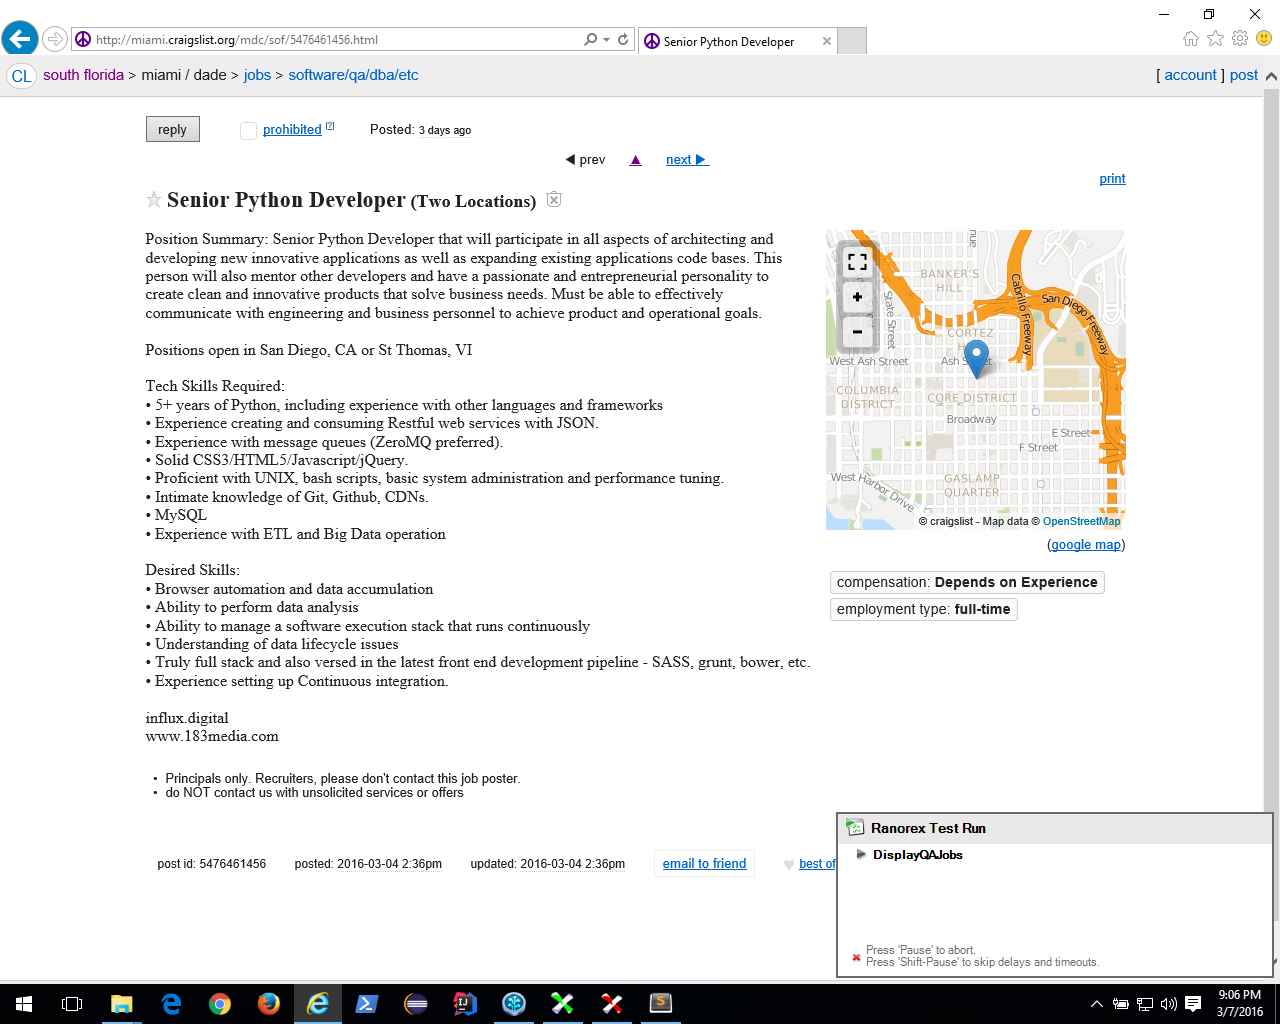 http://miami.craigslist.org/mdc/sof/5476461456.html
Senior Python Developer
CL south florida > miami / dade > jobs > software/qa/dba/etc
[ account ] post
reply
prohibited [?]
Posted: 3 days ago
◀ prev ▲ next ▶
print
Senior Python Developer (Two Locations)
Position Summary: Senior Python Developer that will participate in all aspects of architecting and
developing new innovative applications as well as expanding existing applications code bases. This
person will also mentor other developers and have a passionate and entrepreneurial personality to
create clean and innovative products that solve business needs. Must be able to effectively
communicate with engineering and business personnel to achieve product and operational goals.
Positions open in San Diego, CA or St Thomas, VI
Tech Skills Required:
• 5+ years of Python, including experience with other languages and frameworks
• Experience creating and consuming Restful web services with JSON.
• Experience with message queues (ZeroMQ preferred).
• Solid CSS3/HTML5/Javascript/jQuery.
• Proficient with UNIX, bash scripts, basic system administration and performance tuning.
• Intimate knowledge of Git, Github, CDNs.
• MySQL
• Experience with ETL and Big Data operation
Desired Skills:
• Browser automation and data accumulation
• Ability to perform data analysis
• Ability to manage a software execution stack that runs continuously
• Understanding of data lifecycle issues
• Truly full stack and also versed in the latest front end development pipeline - SASS, grunt, bower, etc.
• Experience setting up Continuous integration.
influx.digital
www.183media.com
• Principals only. Recruiters, please don't contact this job poster.
• do NOT contact us with unsolicited services or offers
post id: 5476461456
posted: 2016-03-04 2:36pm
updated: 2016-03-04 2:36pm
email to friend
best of
nue
BANKER'S
HILL
State Street
Cabrillo Freeway
San Diego Freeway
CORTEZ
West Ash Street
Ash
COLUMBIA
DISTRICT
CORE DISTRICT
Broadway
E Street
F Street
West Harbor Drive
GASLAMP
QUARTER
© craigslist - Map data © OpenStreetMap
(google map)
compensation: Depends on Experience
employment type: full-time
Ranorex Test Run
DisplayQAJobs
Press 'Pause' to abort.
Press 'Shift-Pause' to skip delays and timeouts.
9:06 PM
3/7/2016